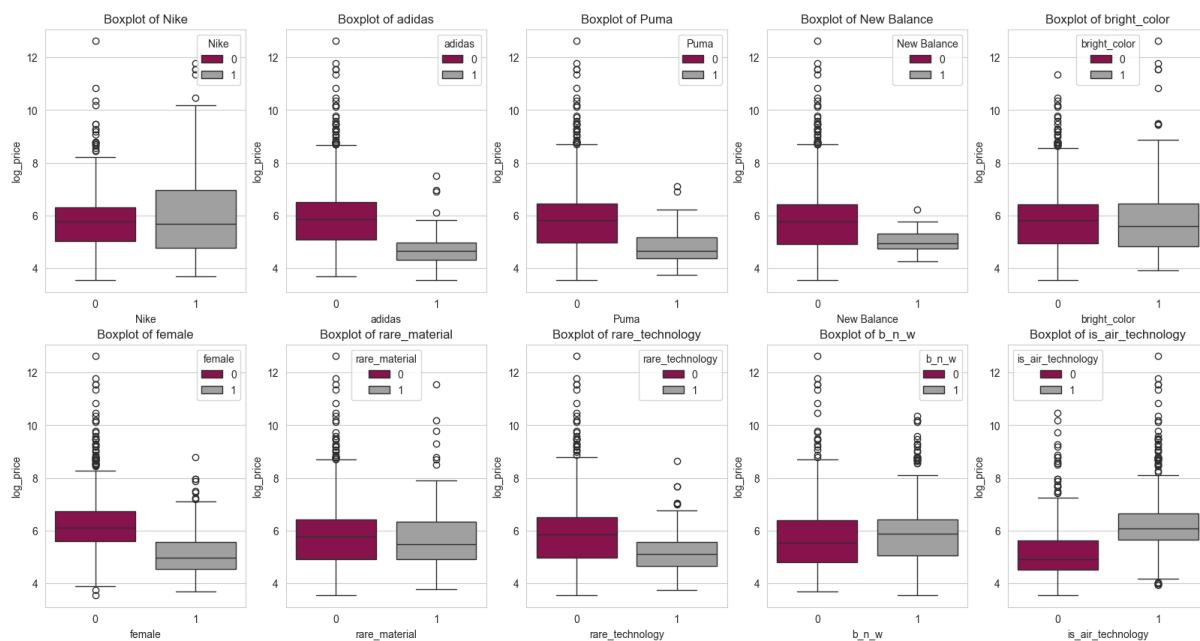 Boxplot of Nike
Nike
0
1
log_price
12
10
8
6
4
0
1
Nike
Boxplot of adidas
adidas
0
1
log_price
12
10
8
6
4
0
1
adidas
Boxplot of Puma
Puma
0
1
log_price
12
10
8
6
4
0
1
Puma
Boxplot of New Balance
New Balance
0
1
log_price
12
10
8
6
4
0
1
New Balance
Boxplot of bright_color
bright_color
0
1
log_price
12
10
8
6
4
0
1
bright_color
Boxplot of female
female
0
1
log_price
12
10
8
6
4
0
1
female
Boxplot of rare_material
rare_material
0
1
log_price
12
10
8
6
4
0
1
rare_material
Boxplot of rare_technology
rare_technology
0
1
log_price
12
10
8
6
4
0
1
rare_technology
Boxplot of b_n_w
b_n_w
0
1
log_price
12
10
8
6
4
0
1
b_n_w
Boxplot of is_air_technology
is_air_technology
0
1
log_price
12
10
8
6
4
0
1
is_air_technology